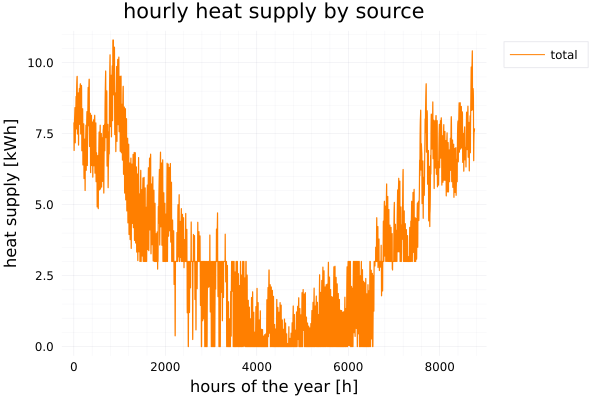 hourly heat supply by source
total
heat supply [kWh]
10.0
7.5
5.0
2.5
0.0
0 2000 4000 6000 8000
hours of the year [h]